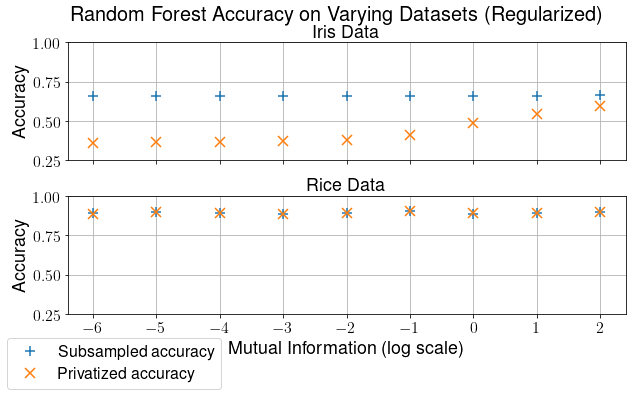 Random Forest Accuracy on Varying Datasets (Regularized)
Iris Data
1.00
0.75
0.50
0.25
Accuracy
Rice Data
1.00
0.75
0.50
0.25
Accuracy
−6 −5 −4 −3 −2 −1 0 1 2
Mutual Information (log scale)
Subsampled accuracy
Privatized accuracy